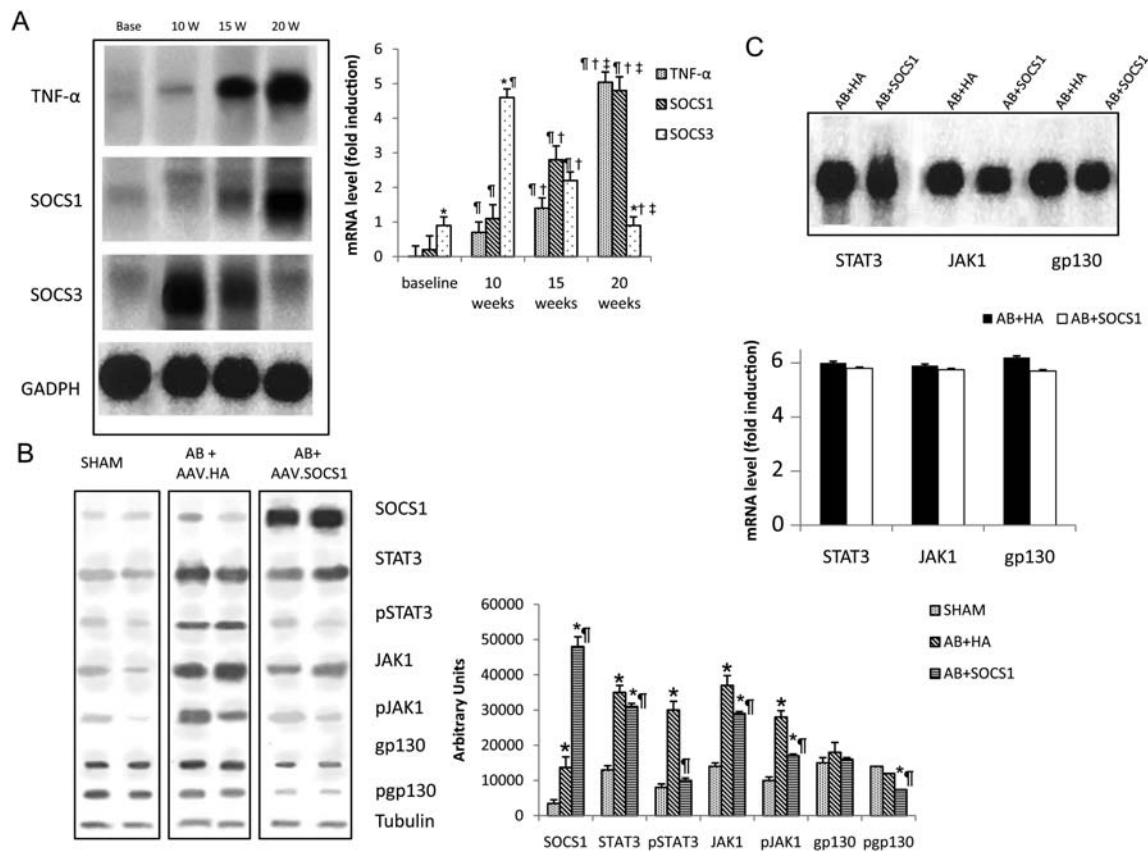 A
Base 10 W 15 W 20 W
TNF-α
SOCS1
SOCS3
GADPH
mRNA level (fold induction)
6
5
4
3
2
1
0
*
¶
¶
*¶
¶ †
¶ †
¶ †
¶ † ‡
¶ † ‡
*† ‡
baseline
10 weeks
15 weeks
20 weeks
TNF-α
SOCS1
SOCS3
C
AB+HA
AB+SOCS1
AB+HA
AB+SOCS1
AB+HA
AB+SOCS1
STAT3 JAK1 gp130
AB+HA AB+SOCS1
mRNA level (fold induction)
6
4
2
0
STAT3 JAK1 gp130
B
SHAM
AB + AAV.HA
AB+ AAV.SOCS1
SOCS1
STAT3
pSTAT3
JAK1
pJAK1
gp130
pgp130
Tubulin
Arbitrary Units
60000
50000
40000
30000
20000
10000
0
*
*¶
*
*¶
*
¶
*
*¶
*
*¶
*¶
SOCS1 STAT3 pSTAT3 JAK1 pJAK1 gp130 pgp130
SHAM
AB+HA
AB+SOCS1